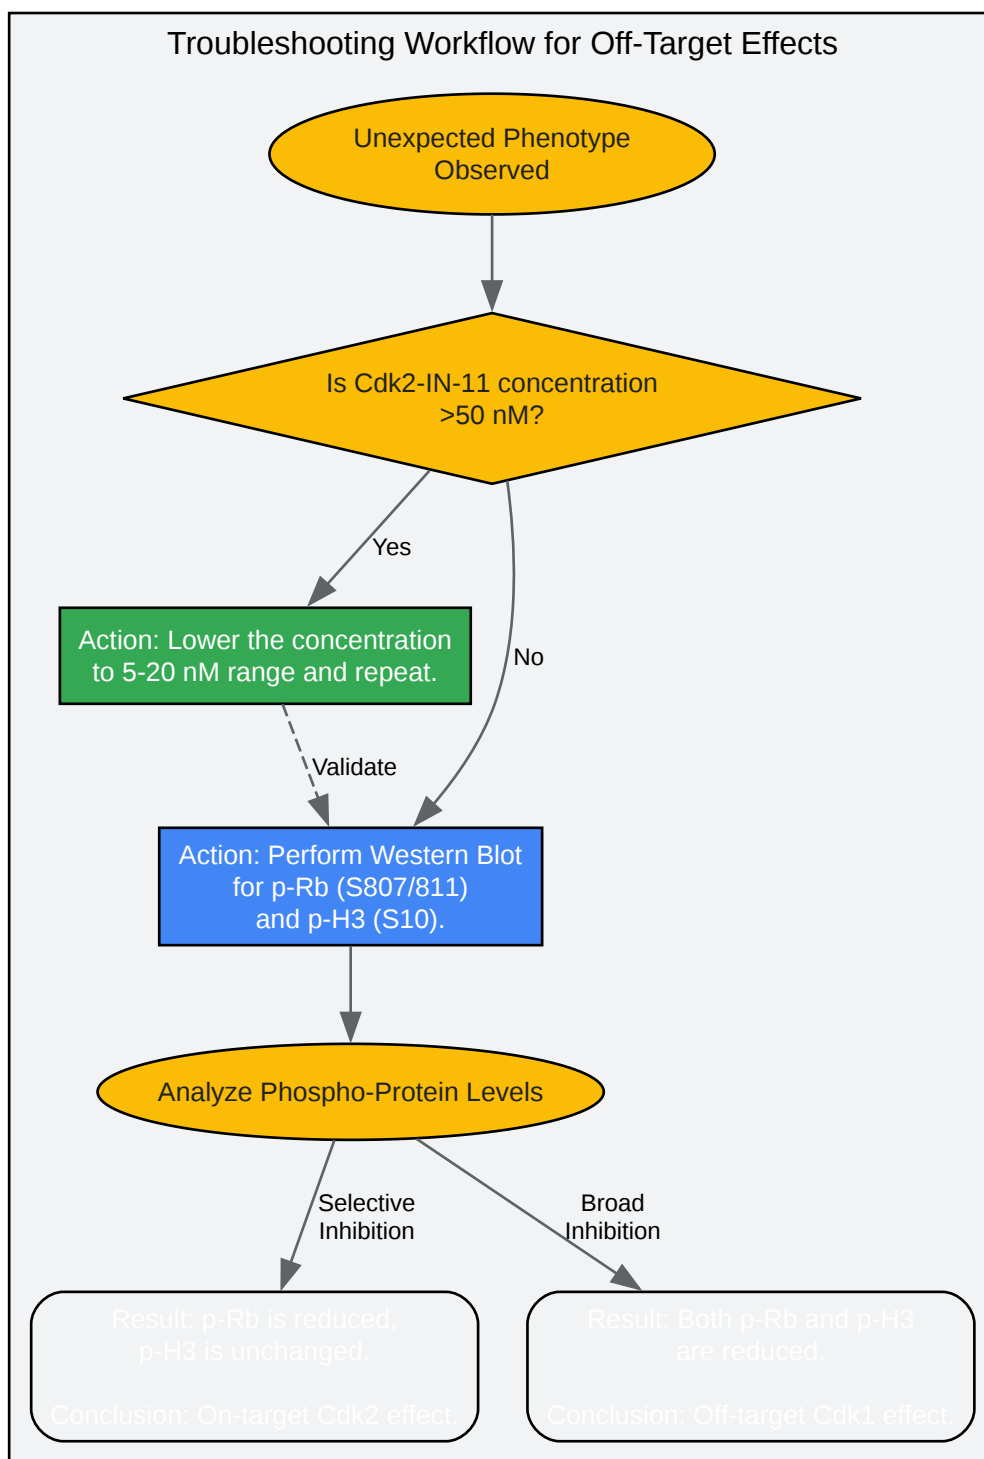 Troubleshooting Workflow for Off-Target Effects
Unexpected Phenotype
Observed
Is Cdk2-IN-11 concentration
>50 nM?
Yes
No
Action: Lower the concentration
to 5-20 nM range and repeat.
Validate
Action: Perform Western Blot
for p-Rb (S807/811)
and p-H3 (S10).
Analyze Phospho-Protein Levels
Selective
Inhibition
Broad
Inhibition
Result: p-Rb is reduced,
p-H3 is unchanged.
Conclusion: On-target Cdk2 effect.
Result: Both p-Rb and p-H3
are reduced.
Conclusion: Off-target Cdk1 effect.